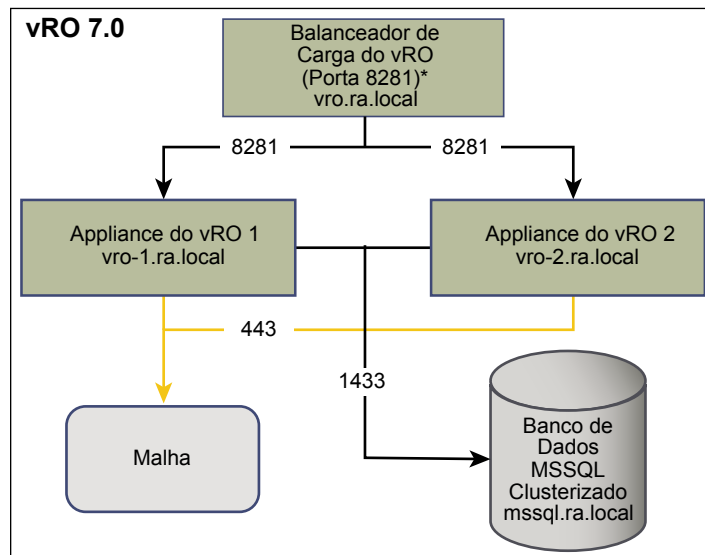 vRO 7.0
Balanceador de
Carga do vRO
(Porta 8281)*
vro.ra.local
8281
8281
Appliance do vRO 1
vro-1.ra.local
Appliance do vRO 2
vro-2.ra.local
443
1433
Malha
Banco de
Dados
MSSQL
Clusterizado
mssql.ra.local